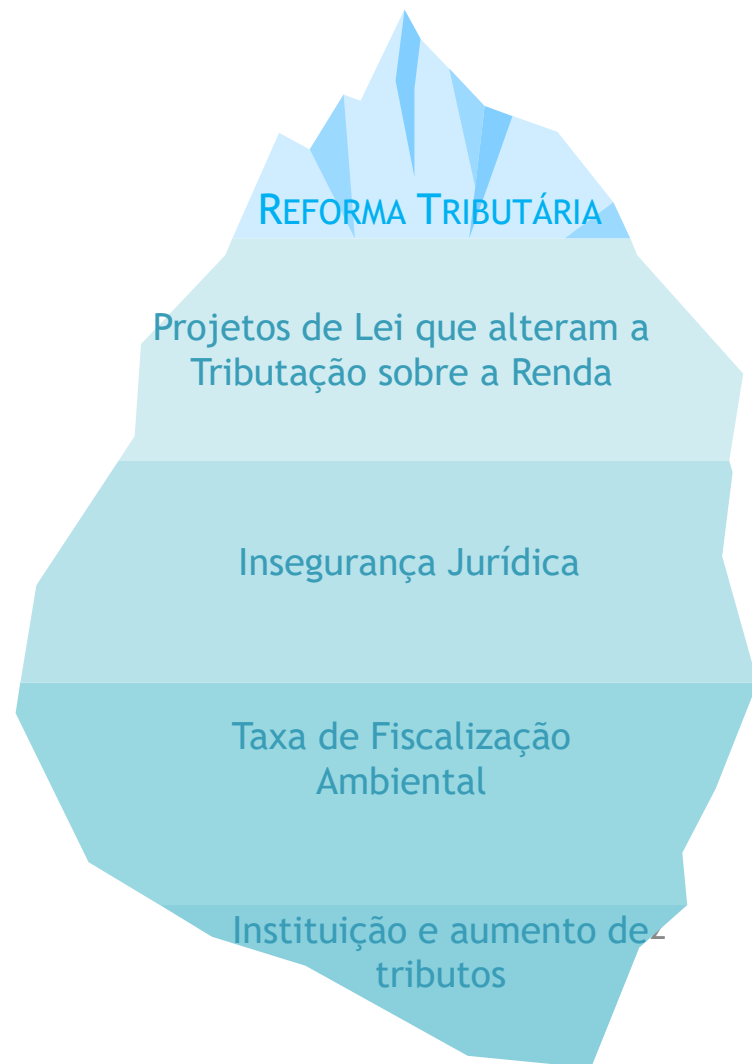 REFORMA TRIBUTÁRIA
Projetos de Lei que alteram a
Tributação sobre a Renda
Insegurança Jurídica
Taxa de Fiscalização
Ambiental
Instituição e aumento de
tributos